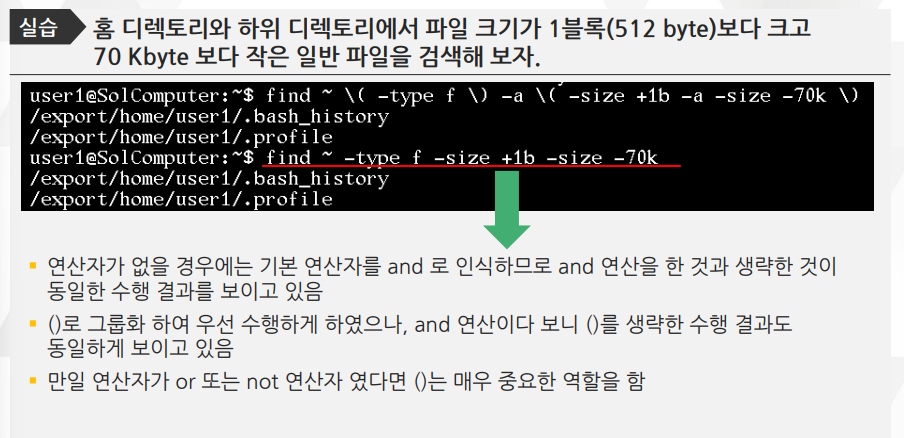 실습
홈 디렉토리와 하위 디렉토리에서 파일 크기가 1블록(512 byte)보다 크고
70 Kbyte 보다 작은 일반 파일을 검색해 보자.
user1@SolComputer:~$ find ~ \( -type f \) -a \( -size +1b -a -size -70k \)
/export/home/user1/.bash_history
/export/home/user1/.profile
user1@SolComputer:~$ find ~ -type f -size +1b -size -70k
/export/home/user1/.bash_history
/export/home/user1/.profile
▪ 연산자가 없을 경우에는 기본 연산자를 and 로 인식하므로 and 연산을 한 것과 생략한 것이
동일한 수행 결과를 보이고 있음
▪ ()로 그룹화 하여 우선 수행하게 하였으나, and 연산이다 보니 ()를 생략한 수행 결과도
동일하게 보이고 있음
▪ 만일 연산자가 or 또는 not 연산자 였다면 ()는 매우 중요한 역할을 함